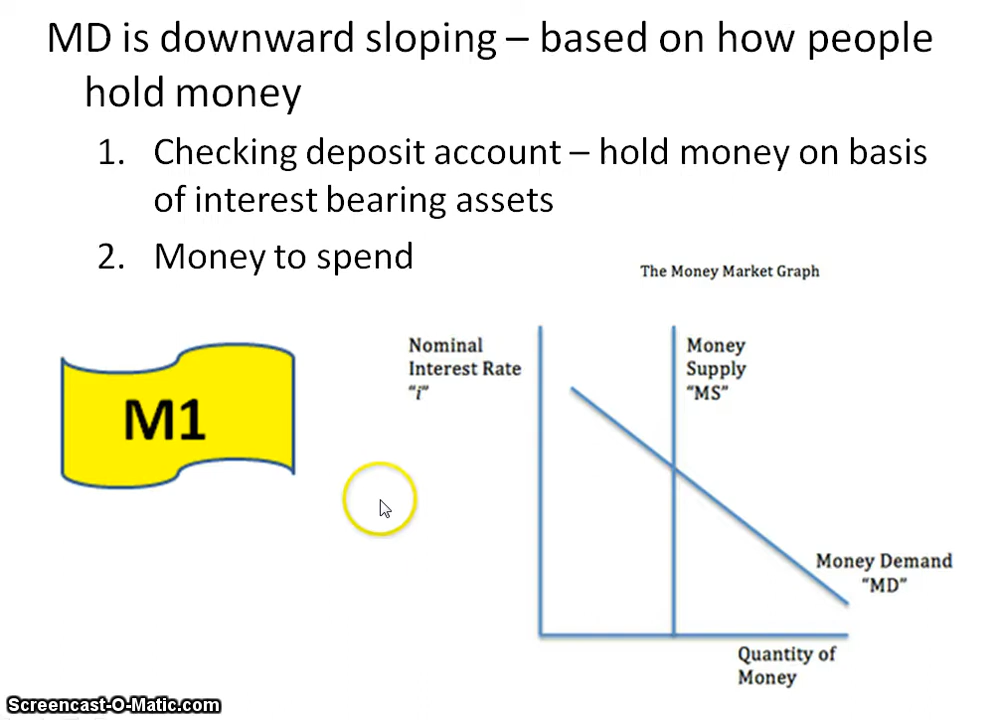 MD is downward sloping – based on how people
hold money
1. Checking deposit account – hold money on basis
of interest bearing assets
2. Money to spend
The Money Market Graph
Nominal
Interest Rate
“i”
Money
Supply
“MS”
M1
Money Demand
“MD”
Quantity of
Money
Screencast-O-Matic.com